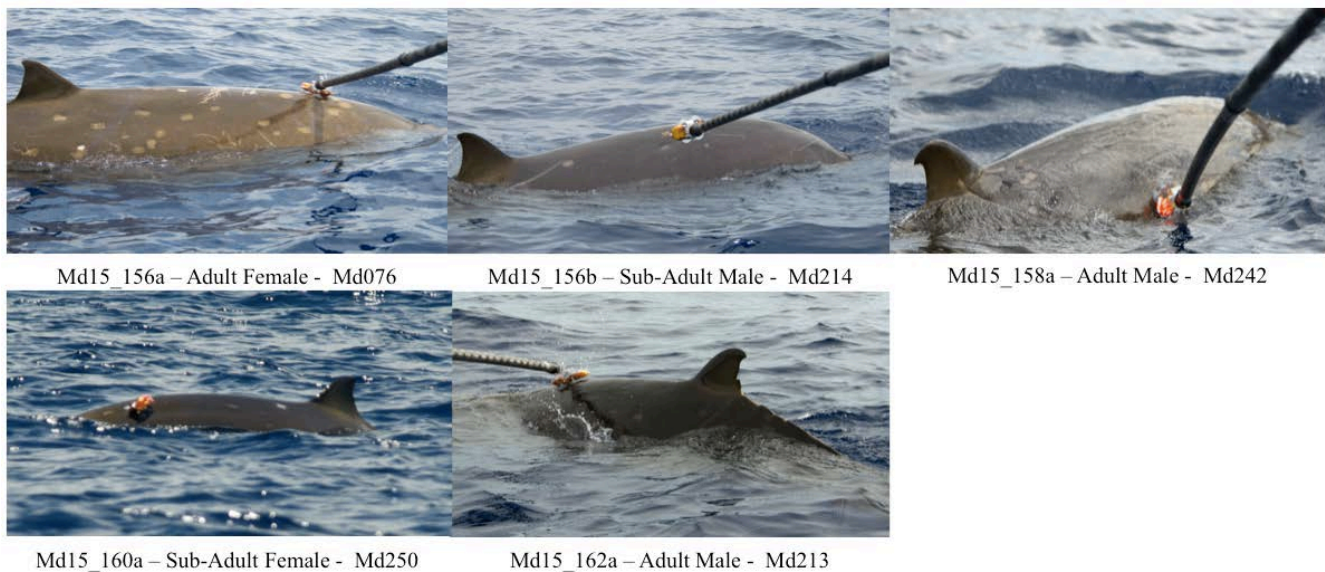 Md15_156a – Adult Female - Md076
Md15_156b – Sub-Adult Male - Md214
Md15_158a – Adult Male - Md242
Md15_160a – Sub-Adult Female - Md250
Md15_162a – Adult Male - Md213